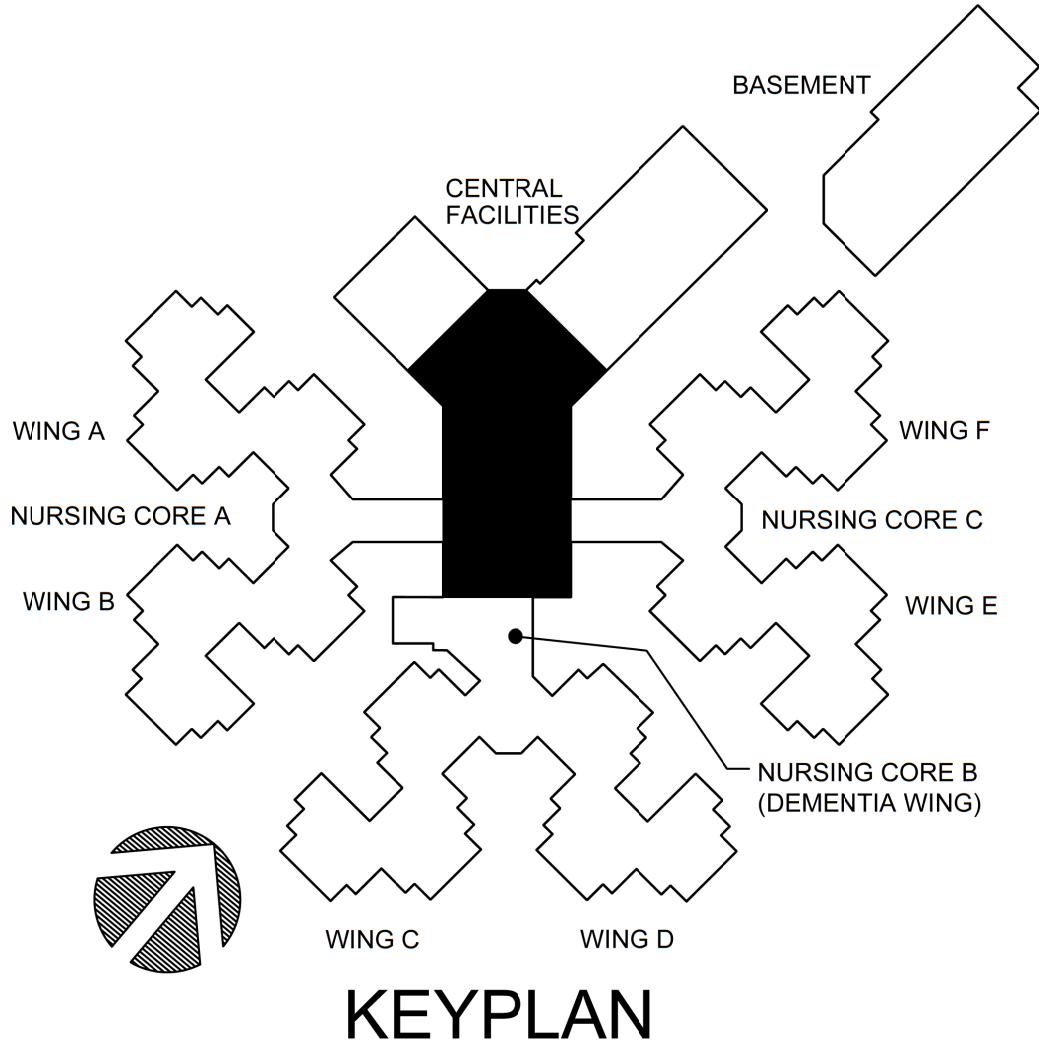 BASEMENT
CENTRAL
FACILITIES
WING A
WING F
NURSING CORE A
NURSING CORE C
WING B
WING E
NURSING CORE B
(DEMENTIA WING)
WING C
WING D
KEYPLAN